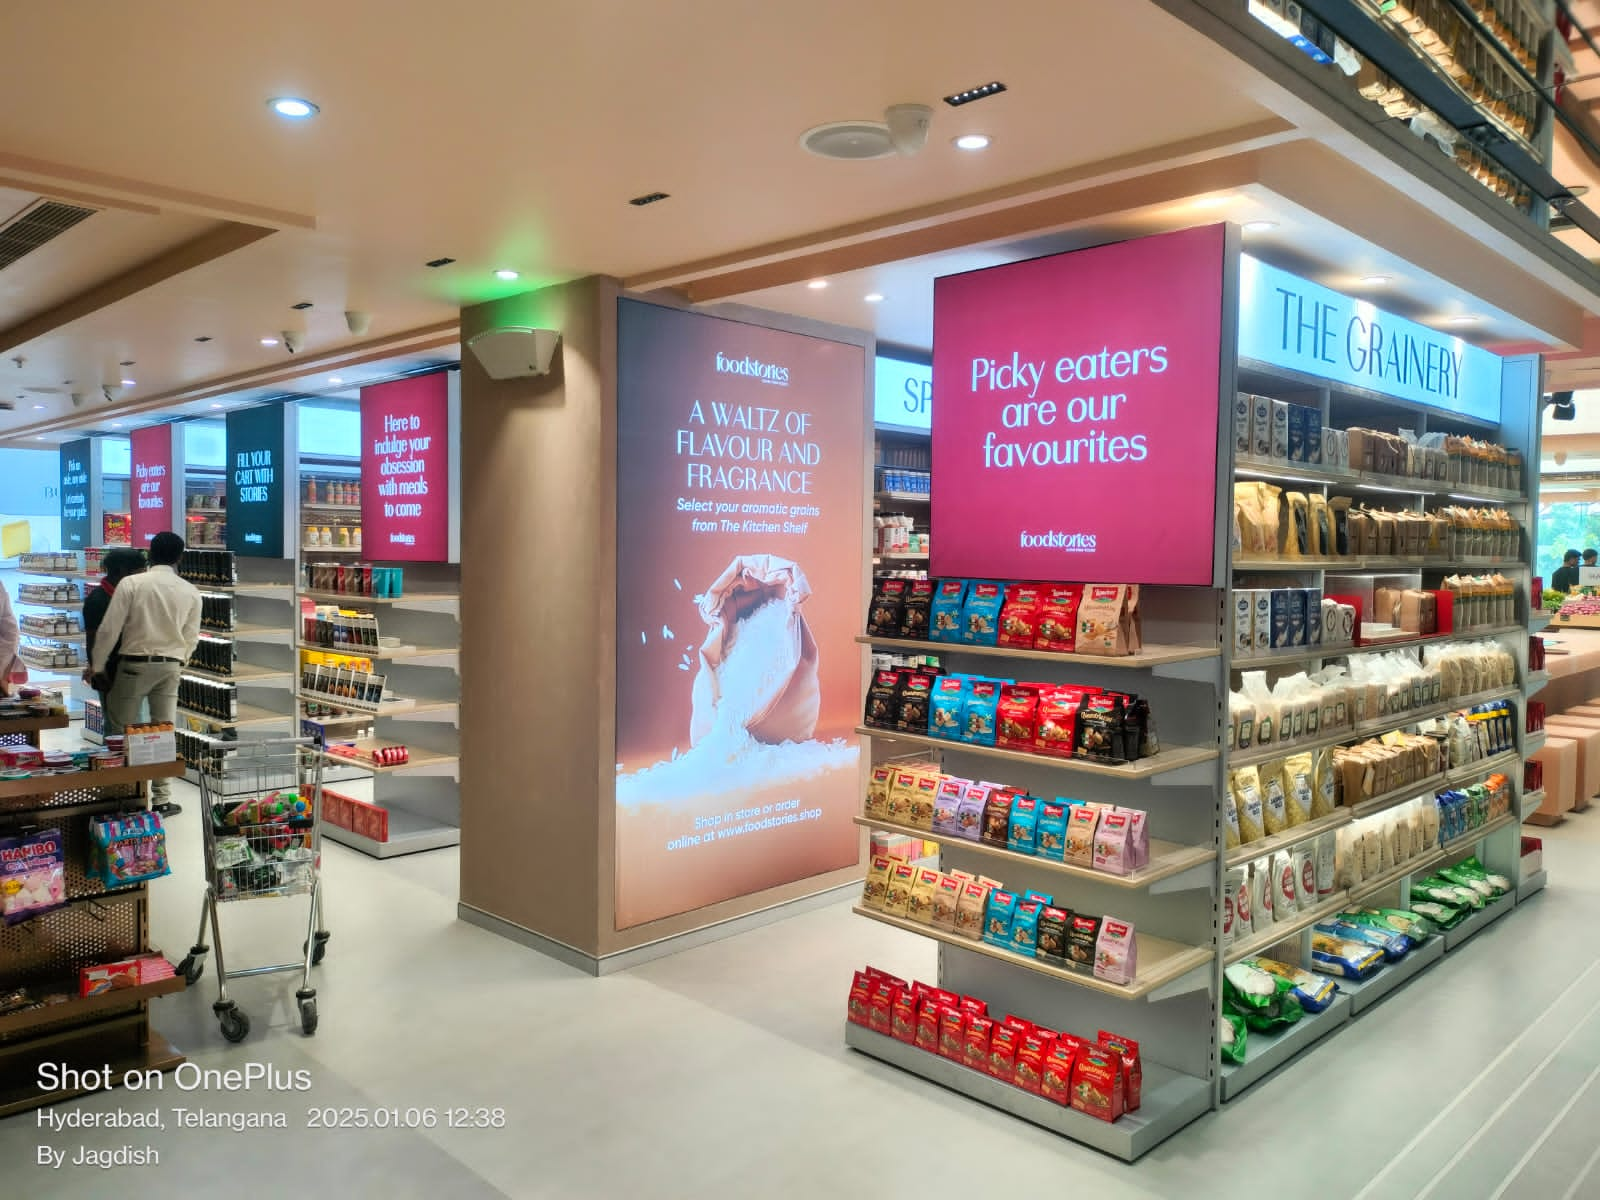 foodstories
A WALTZ OF
FLAVOUR AND
FRAGRANCE
Select your aromatic grains
from The Kitchen Shelf
Shop in store or order
online at www.foodstories.shop
Here to
indulge your
obsession
with meals
to come
foodstories
FILL YOUR
CART WITH
STORIES
Picky eaters
are our
favourites
SP
Picky eaters
are our
favourites
foodstories
THE GRAINERY
Loacker
Quadratini
HARIBO
Shot on OnePlus
Hyderabad, Telangana 2025.01.06 12:38
By Jagdish